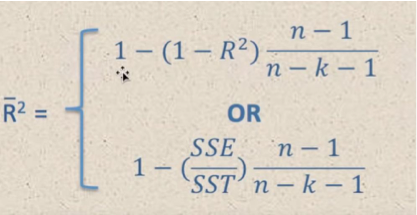 R̄² =
1 − (1 − R²) (n − 1)/(n − k − 1)
OR
1 − (SSE/SST) (n − 1)/(n − k − 1)